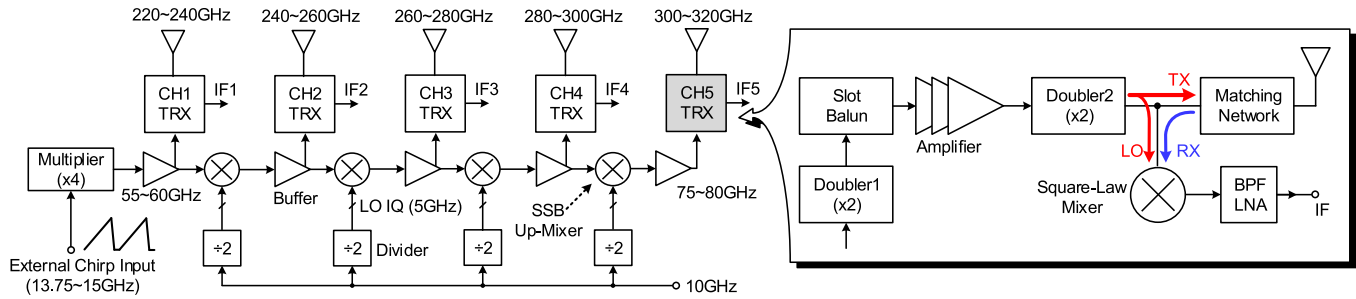 220~240GHz
240~260GHz
260~280GHz
280~300GHz
300~320GHz
CH1
TRX
IF1
CH2
TRX
IF2
CH3
TRX
IF3
CH4
TRX
IF4
CH5
TRX
IF5
Multiplier
(x4)
55~60GHz
Buffer
LO IQ (5GHz)
SSB
Up-Mixer
75~80GHz
÷2
÷2
Divider
÷2
÷2
External Chirp Input
(13.75~15GHz)
10GHz
Slot
Balun
Amplifier
Doubler2
(x2)
TX
Matching
Network
LO
RX
Doubler1
(x2)
Square-Law
Mixer
BPF
LNA
IF